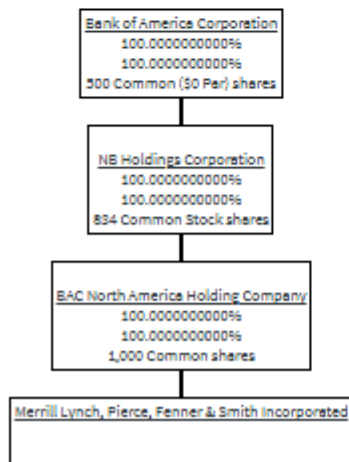 Bank of America Corporation
100.0000000000%
100.0000000000%
300 Common ($0 Par) shares
NB Holdings Corporation
100.0000000000%
100.0000000000%
834 Common Stock shares
BAC North America Holding Company
100.0000000000%
100.0000000000%
1,000 Common shares
Merrill Lynch, Pierce, Fenner & Smith Incorporated